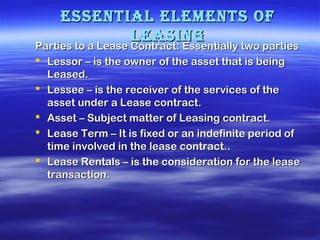 ESSENTIAL ELEMENTS OF
LEASING
Parties to a Lease Contract: Essentially two parties
▪ Lessor – is the owner of the asset that is being
Leased.
▪ Lessee – is the receiver of the services of the
asset under a Lease contract.
▪ Asset – Subject matter of Leasing contract.
▪ Lease Term – It is fixed or an indefinite period of
time involved in the lease contract..
▪ Lease Rentals – is the consideration for the lease
transaction.